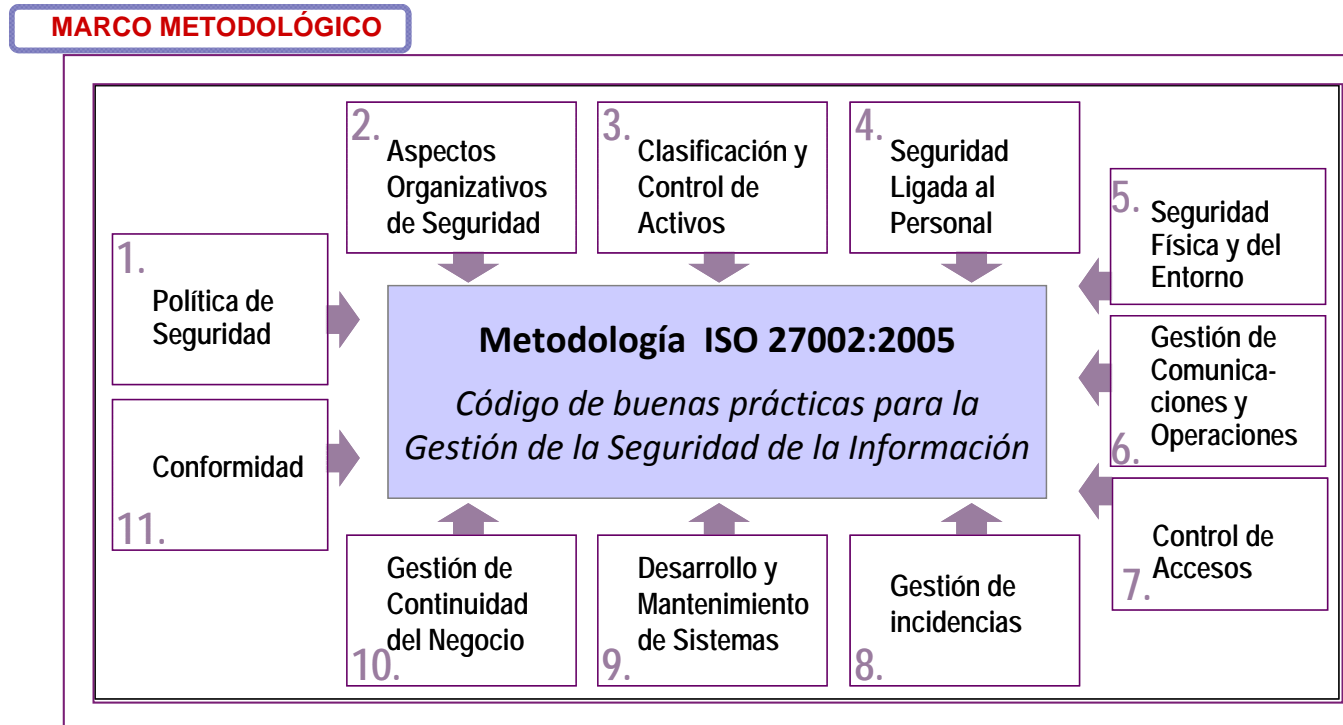 MARCO METODOLÓGICO
1.
Política de
Seguridad
2.
Aspectos
Organizativos
de Seguridad
3.
Clasificación y
Control de
Activos
4.
Seguridad
Ligada al
Personal
5.
Seguridad
Física y del
Entorno
Gestión de
Comunica-
ciones y
Operaciones
6.
Control de
Accesos
7.
Gestión de
incidencias
8.
Desarrollo y
Mantenimiento
de Sistemas
9.
Gestión de
Continuidad
del Negocio
10.
Conformidad
11.
Metodología ISO 27002:2005
Código de buenas prácticas para la
Gestión de la Seguridad de la Información